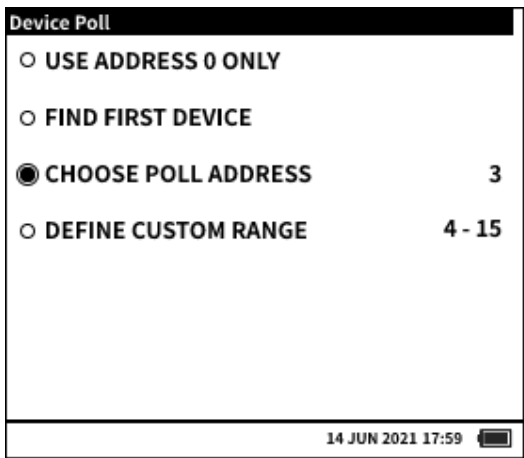 Device Poll
USE ADDRESS 0 ONLY
FIND FIRST DEVICE
CHOOSE POLL ADDRESS 3
DEFINE CUSTOM RANGE 4 - 15
14 JUN 2021 17:59